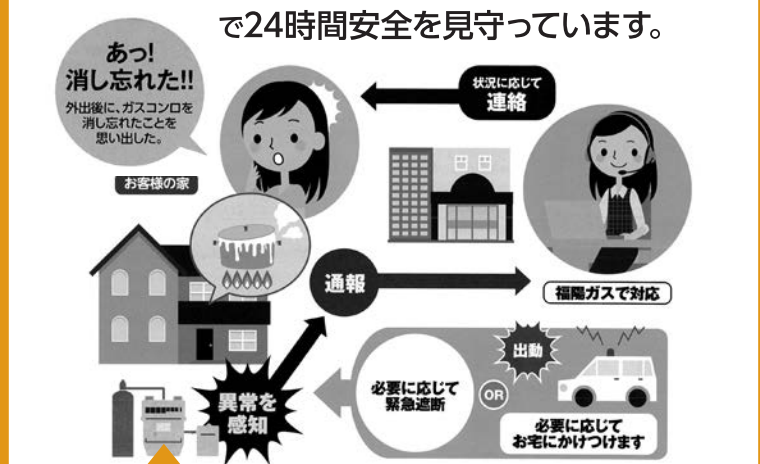 で24時間安全を見守っています。
あっ!
消し忘れた!!
外出後に、ガスコンロを
消し忘れたことを
思い出した。
状況に応じて
連絡
お客様の家
通報
福陽ガスで対応
異常を
感知
必要に応じて
緊急遮断
OR
出動
必要に応じて
お宅にかけつけます